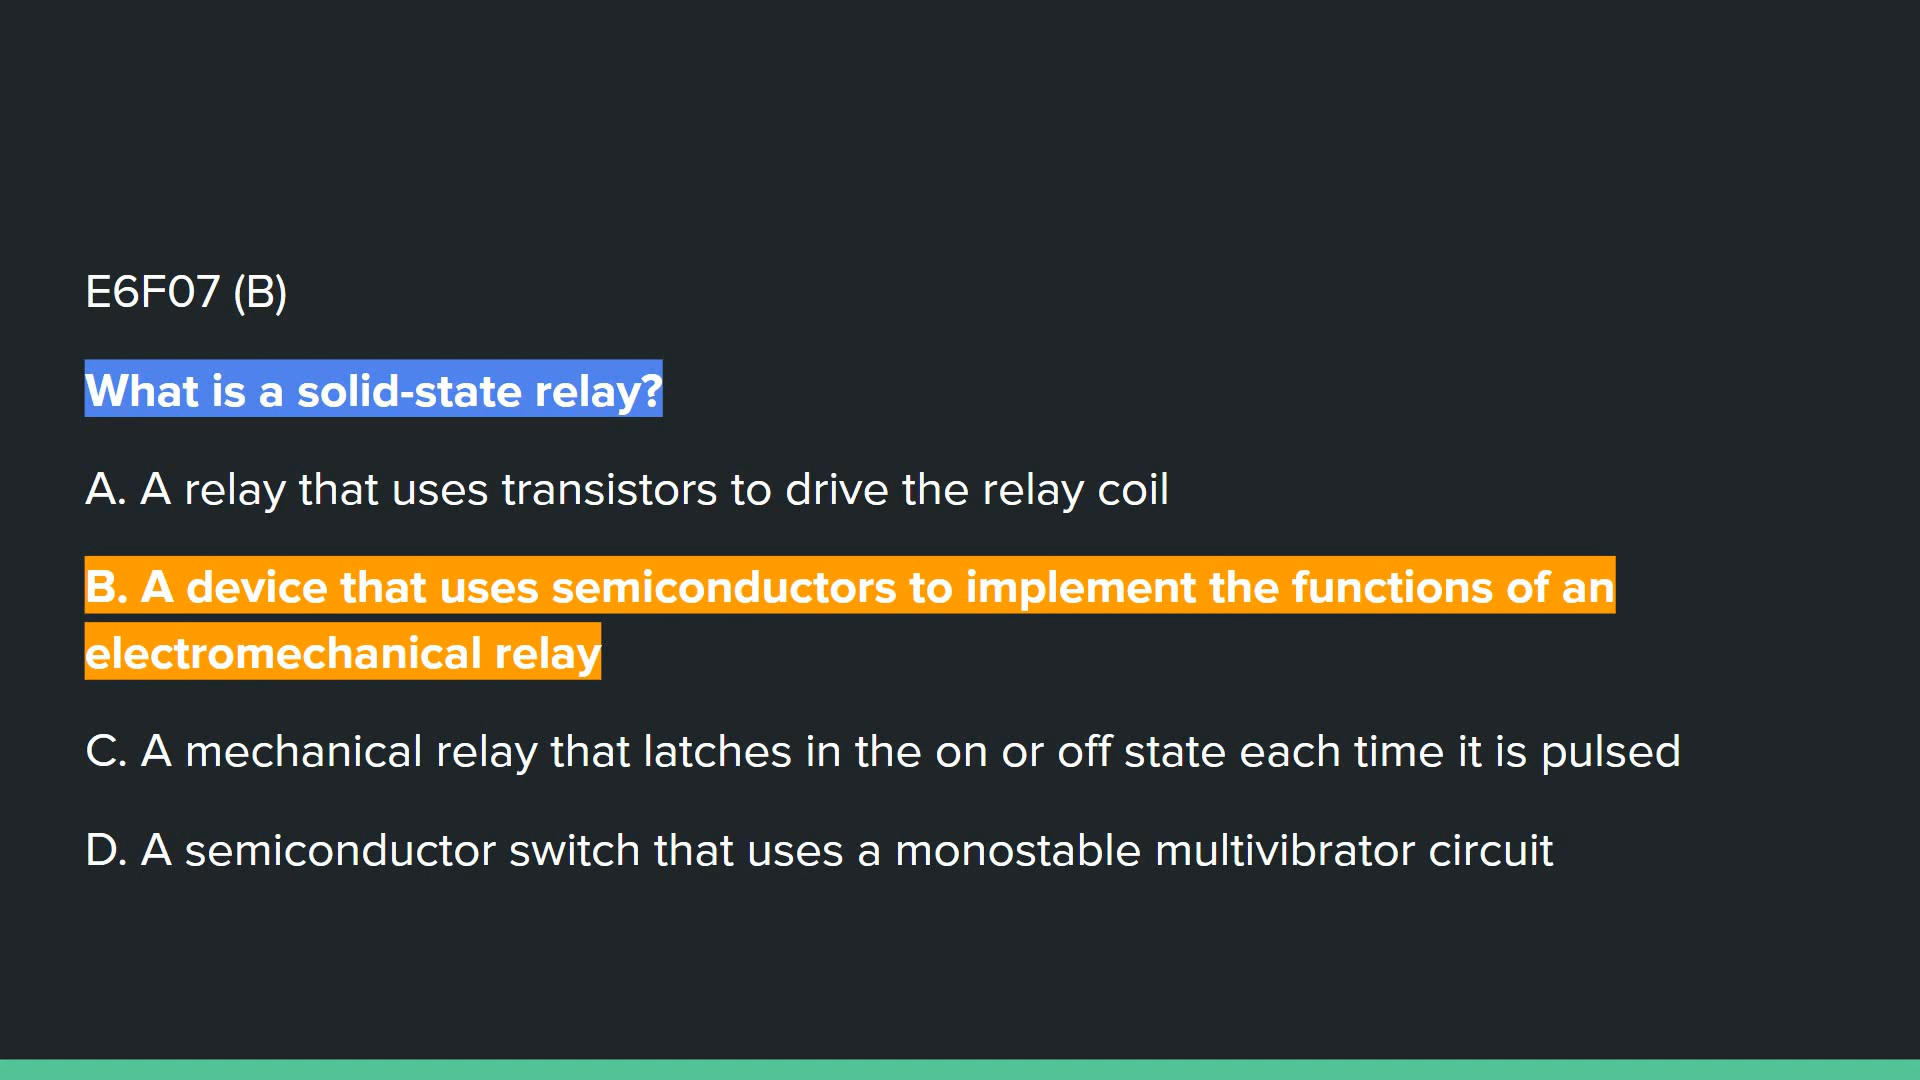 E6F07 (B)
What is a solid-state relay?
A. A relay that uses transistors to drive the relay coil
B. A device that uses semiconductors to implement the functions of an
electromechanical relay
C. A mechanical relay that latches in the on or off state each time it is pulsed
D. A semiconductor switch that uses a monostable multivibrator circuit